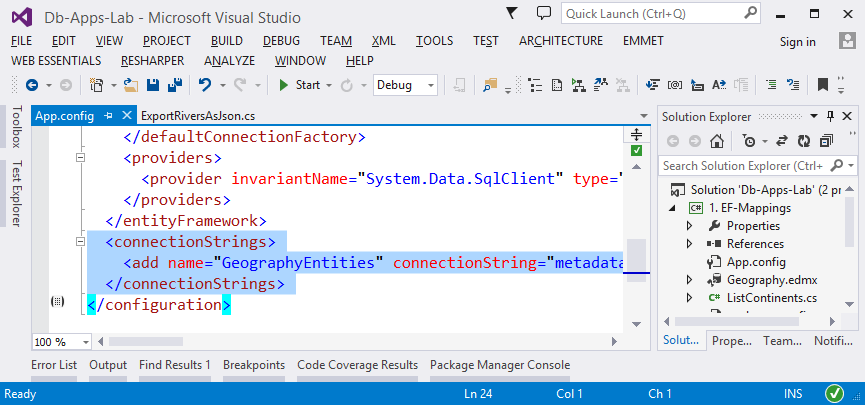 Db-Apps-Lab - Microsoft Visual Studio
Quick Launch (Ctrl+Q)
FILE EDIT VIEW PROJECT BUILD DEBUG TEAM XML TOOLS TEST ARCHITECTURE EMMET
Sign in
WEB ESSENTIALS RESHARPER ANALYZE WINDOW HELP
Start Debug
Toolbox
Test Explorer
App.config ExportRiversAsJson.cs
</defaultConnectionFactory>
<providers>
<provider invariantName="System.Data.SqlClient" type="
</providers>
</entityFramework>
<connectionStrings>
<add name="GeographyEntities" connectionString="metadata
</connectionStrings>
</configuration>
100 %
Solution Explorer
Search Solution Explorer (Ctrl+
Solution 'Db-Apps-Lab' (2 pr
1. EF-Mappings
Properties
References
App.config
Geography.edmx
ListContinents.cs
Solut... Prope... Team... Notifi...
Error List Output Find Results 1 Breakpoints Code Coverage Results Package Manager Console
Ready Ln 24 Col 1 Ch 1 INS